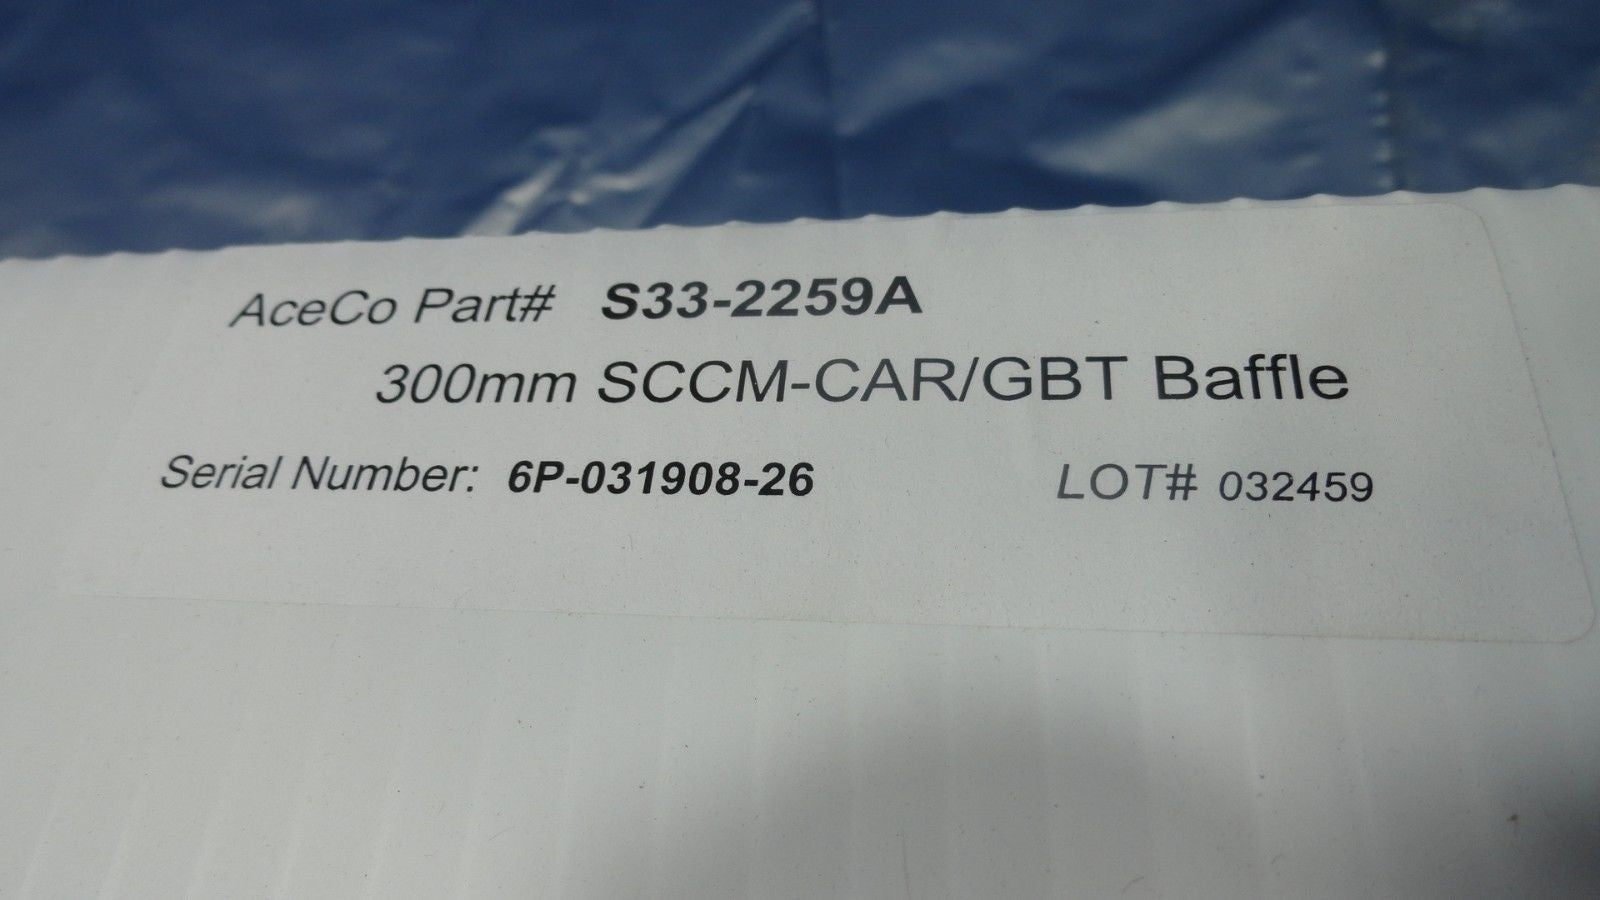 AceCo Part# S33-2259A
300mm SCCM-CAR/GBT Baffle
Serial Number: 6P-031908-26 LOT# 032459